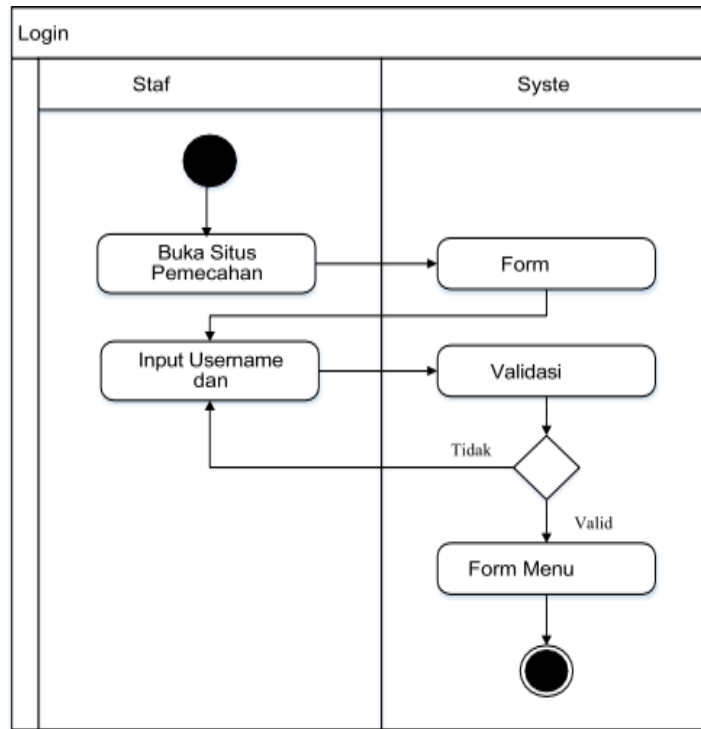 Login
Staf
Syste
Buka Situs
Pemecahan
Form
Input Username
dan
Validasi
Tidak
Valid
Form Menu